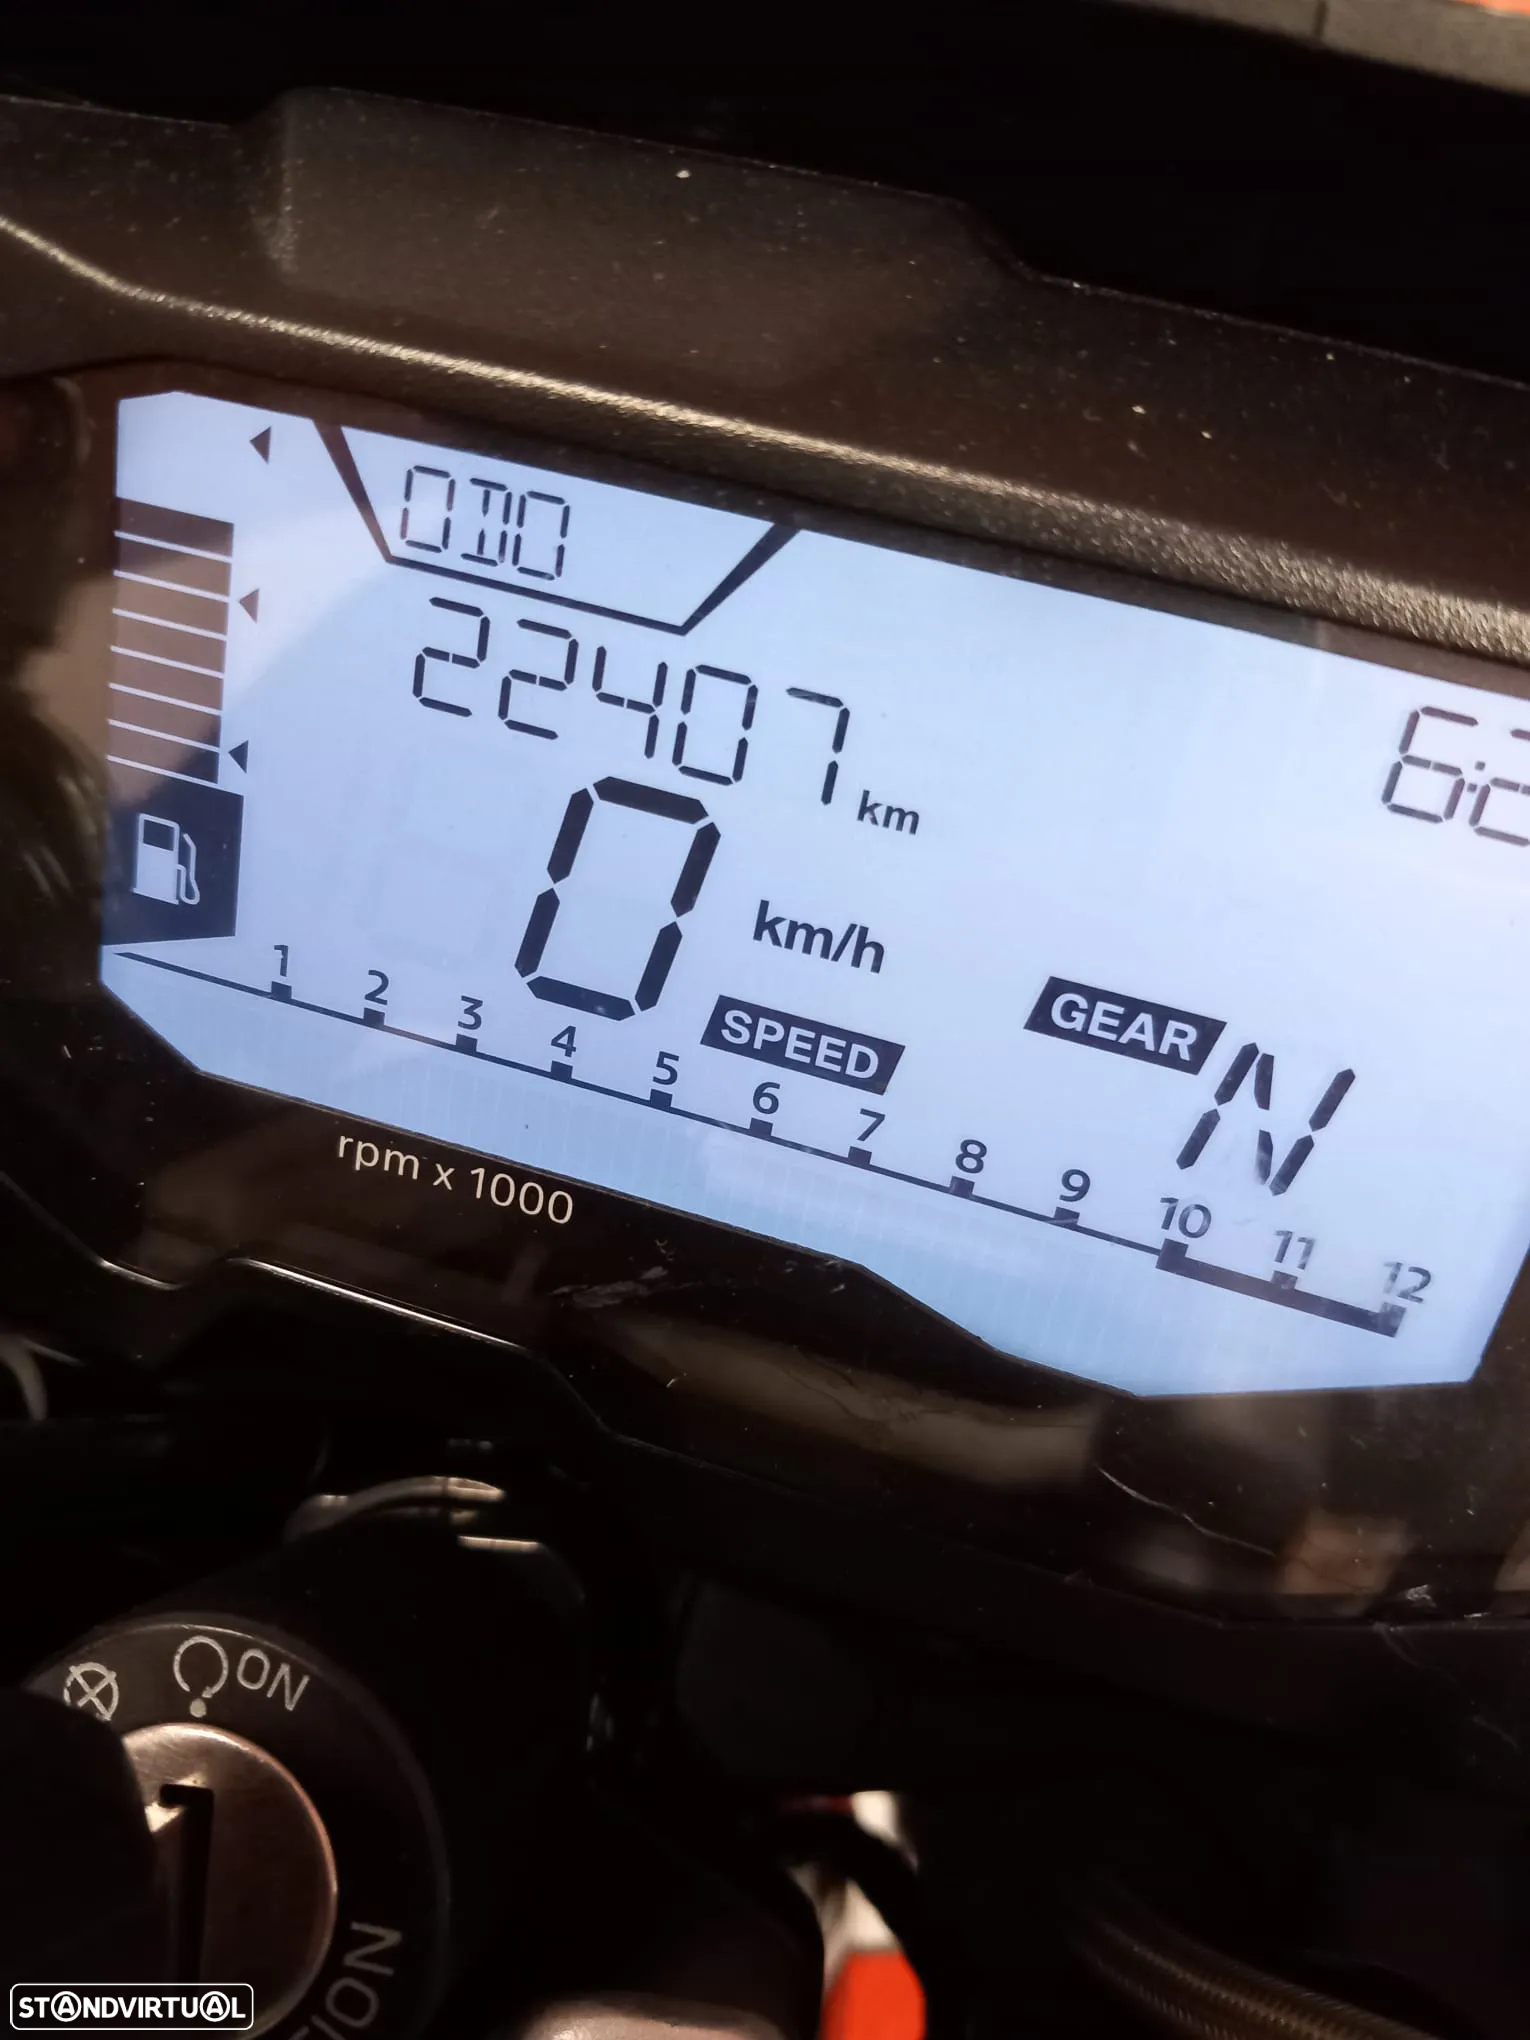 ODO
22407 km
0 km/h
SPEED
GEAR N
1 2 3 4 5 6 7 8 9 10 11 12
rpm x 1000
ON
STANDVIRTUAL